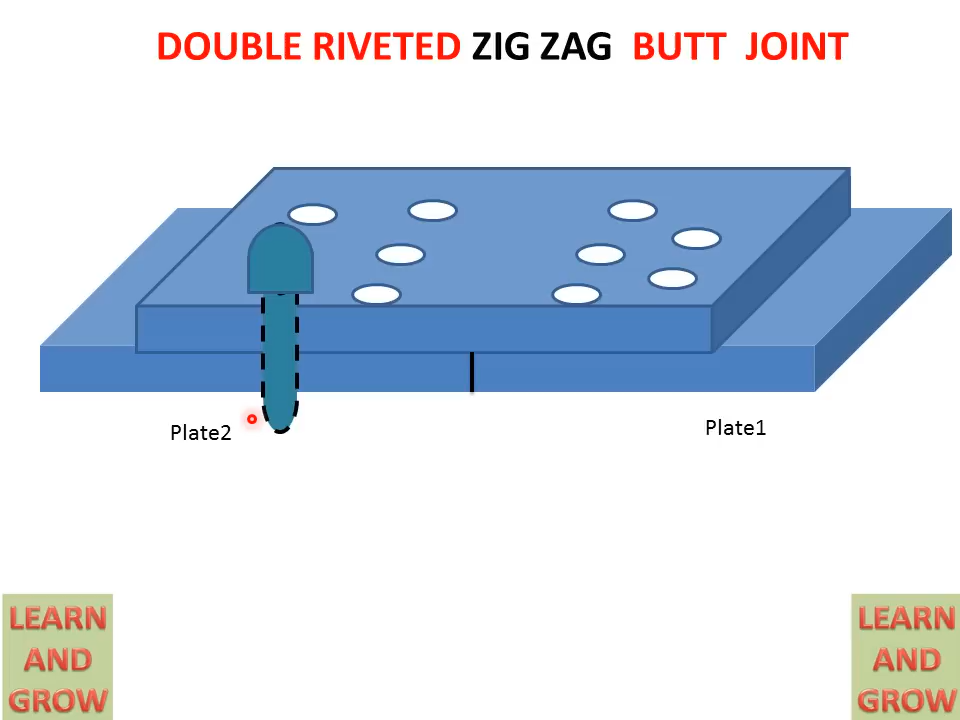 DOUBLE RIVETED ZIG ZAG BUTT JOINT
Plate2
Plate1
LEARN
AND
GROW
LEARN
AND
GROW